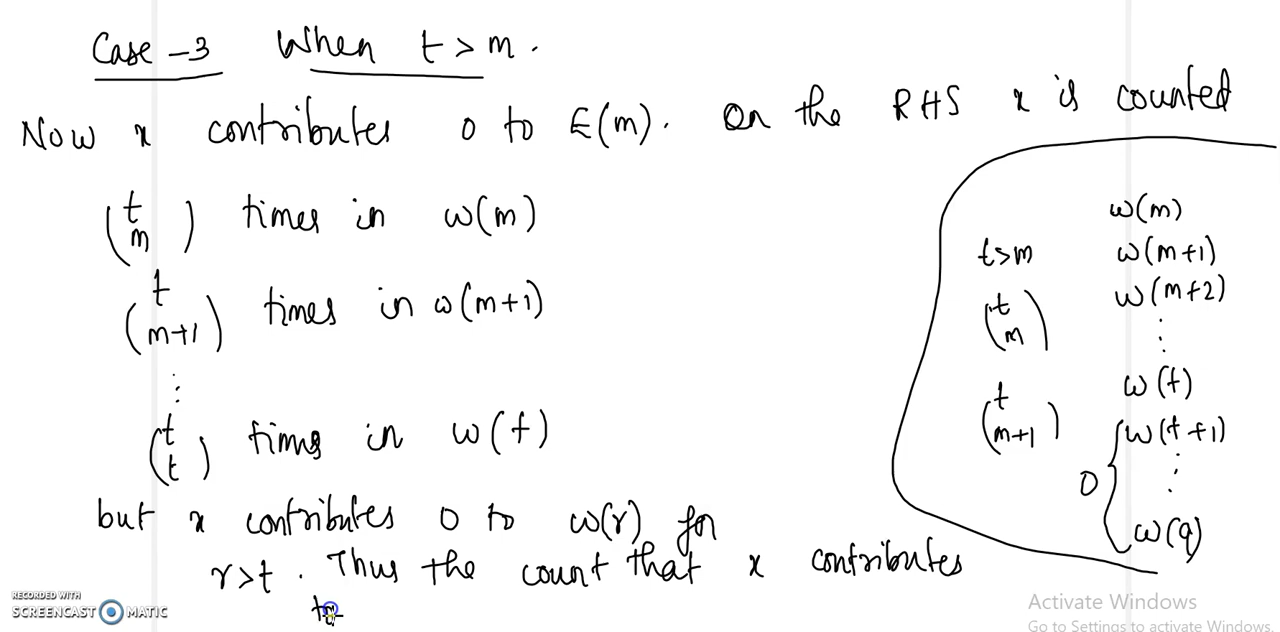 Case -3 When t > m.
Now x contributes 0 to E(m). On the RHS x is counted
(t m) times in ω(m)
(t m+1) times in ω(m+1)
⋮
(t t) times in ω(t)
but x contributes 0 to ω(r) for
r>t. Thus the count that x contributes
to
ω(m)
t>m ω(m+1)
ω(m+2)
(t m)
⋮
ω(t)
(t m+1) ω(t+1)
0 ⋮
ω(q)
RECORDED WITH
SCREENCAST MATIC
Activate Windows
Go to Settings to activate Windows.